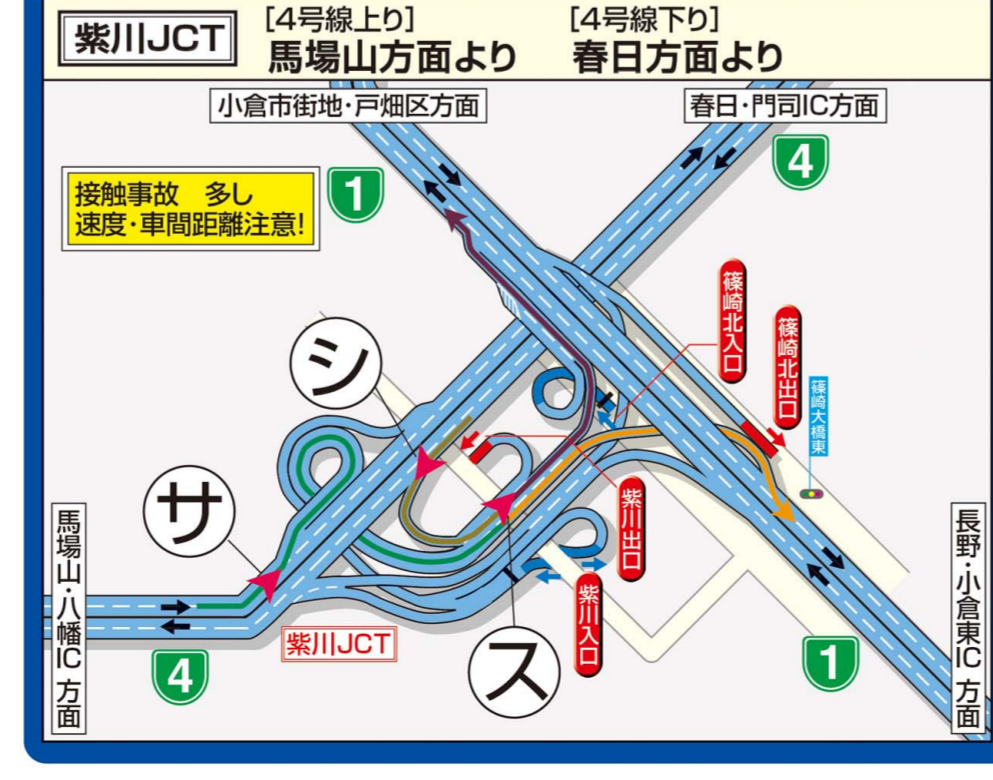 紫川JCT
[4号線上り]
馬場山方面より
[4号線下り]
春日方面より
小倉市街地・戸畑区方面
春日・門司IC方面
4
1
接触事故 多し
速度・車間距離注意!
篠崎北入口
篠崎北出口
篠崎大橋東
シ
サ
紫川出口
馬場山・八幡IC 方面
長野・小倉東IC 方面
紫川入口
紫川JCT
ス
4
1